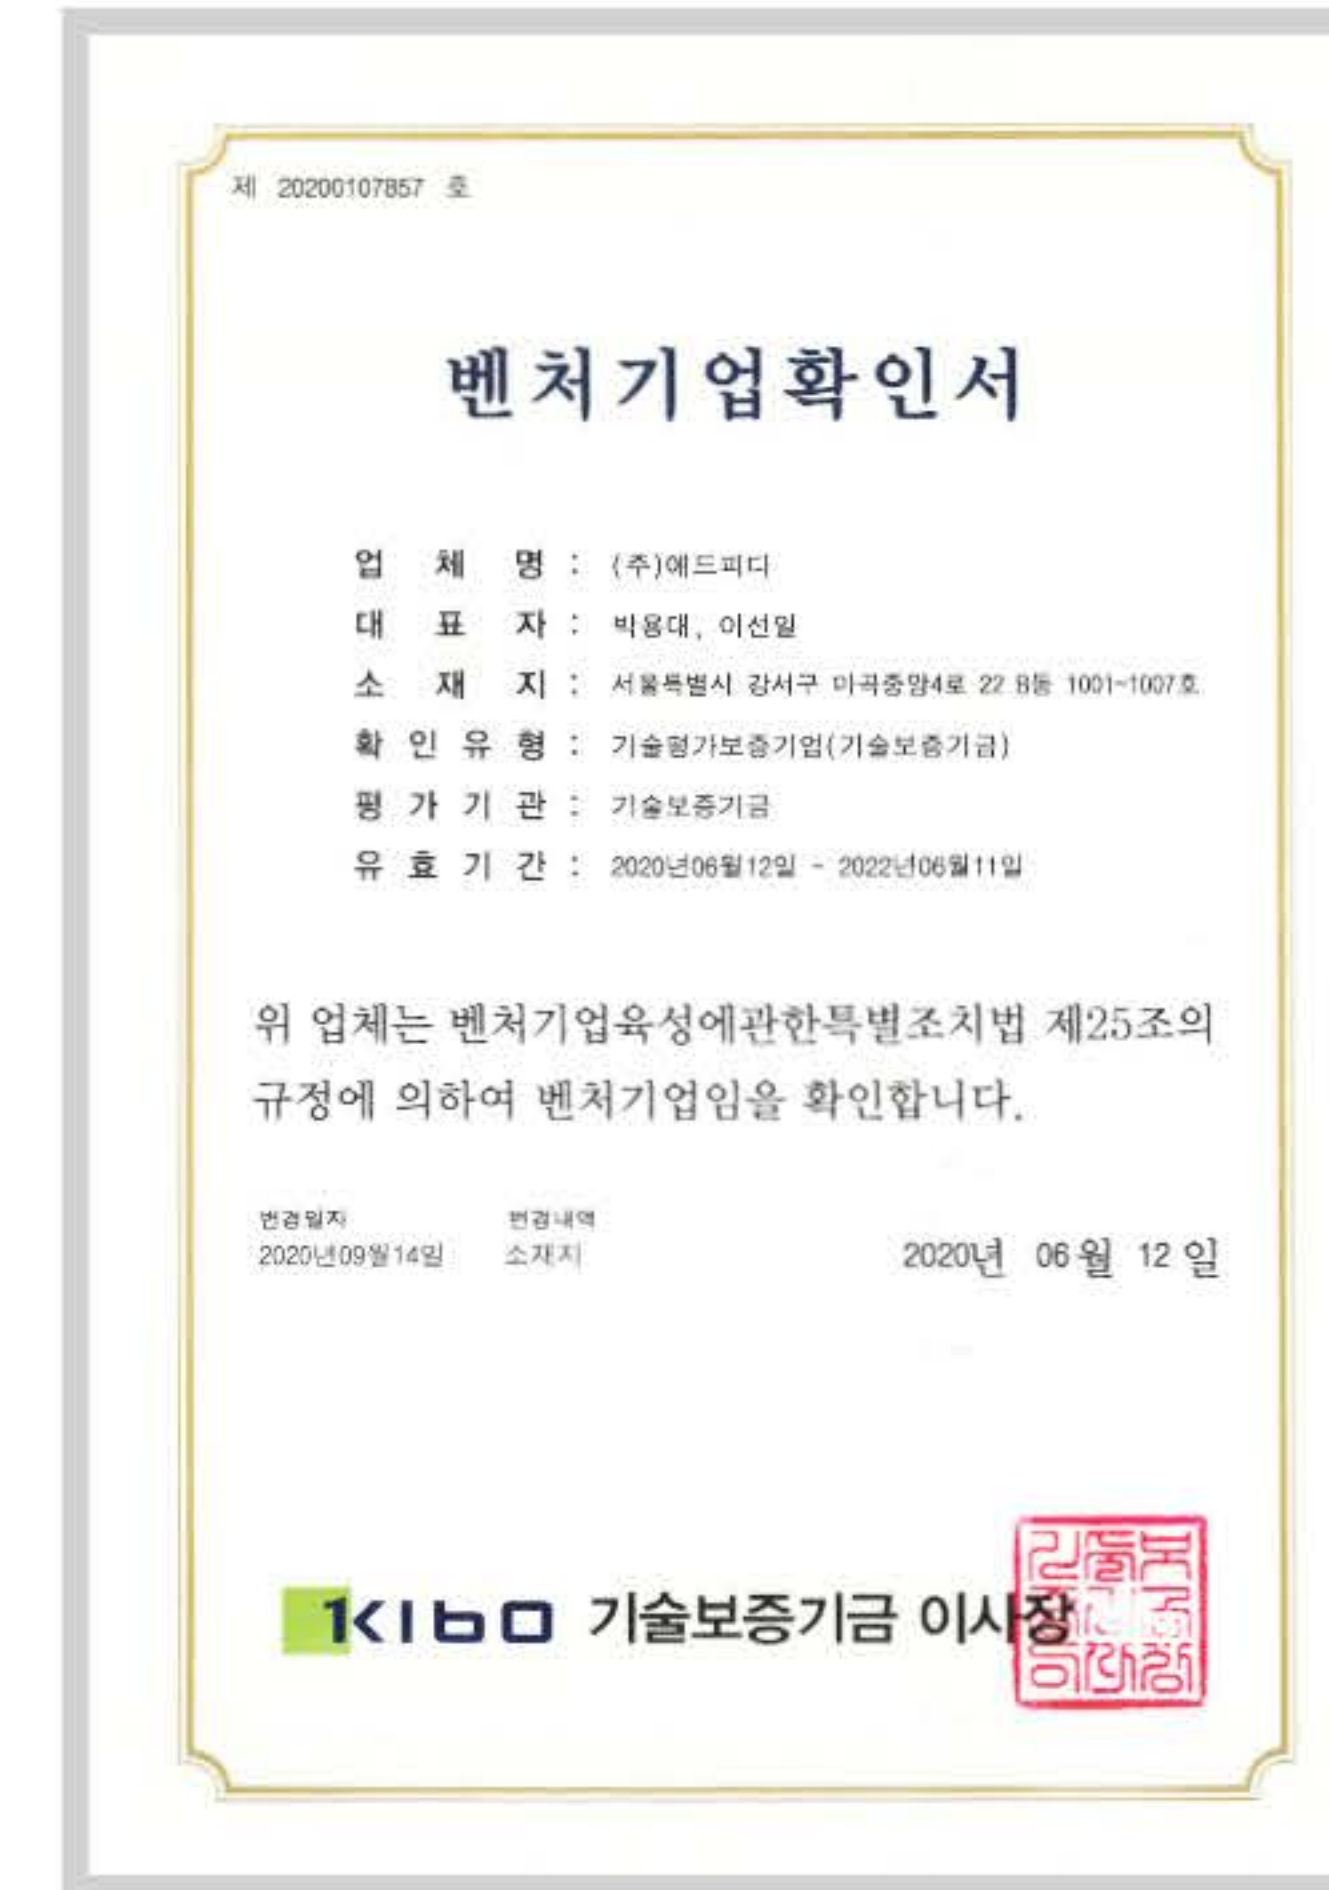 제 20200107857 호
벤처기업확인서
업 체 명 : (주)애드피디
대 표 자 : 박용대, 이선일
소 재 지 : 서울특별시 강서구 마곡중앙4로 22 B동 1001~1007호
확 인 유 형 : 기술평가보증기업(기술보증기금)
평 가 기 관 : 기술보증기금
유 효 기 간 : 2020년06월12일 ~ 2022년06월11일
위 업체는 벤처기업육성에관한특별조치법 제25조의
규정에 의하여 벤처기업임을 확인합니다.
변경일자 변경내역
2020년09월14일 소재지
2020년 06월 12일
KIBO 기술보증기금 이사장